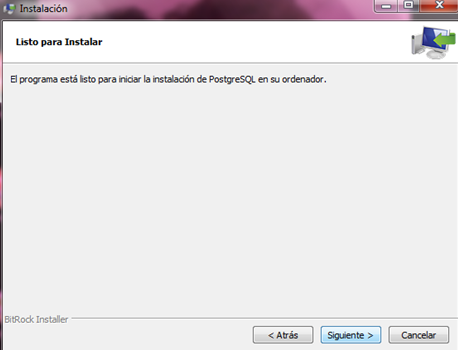 Instalación
Listo para Instalar
El programa está listo para iniciar la instalación de PostgreSQL en su ordenador.
BitRock Installer
< Atrás
Siguiente >
Cancelar